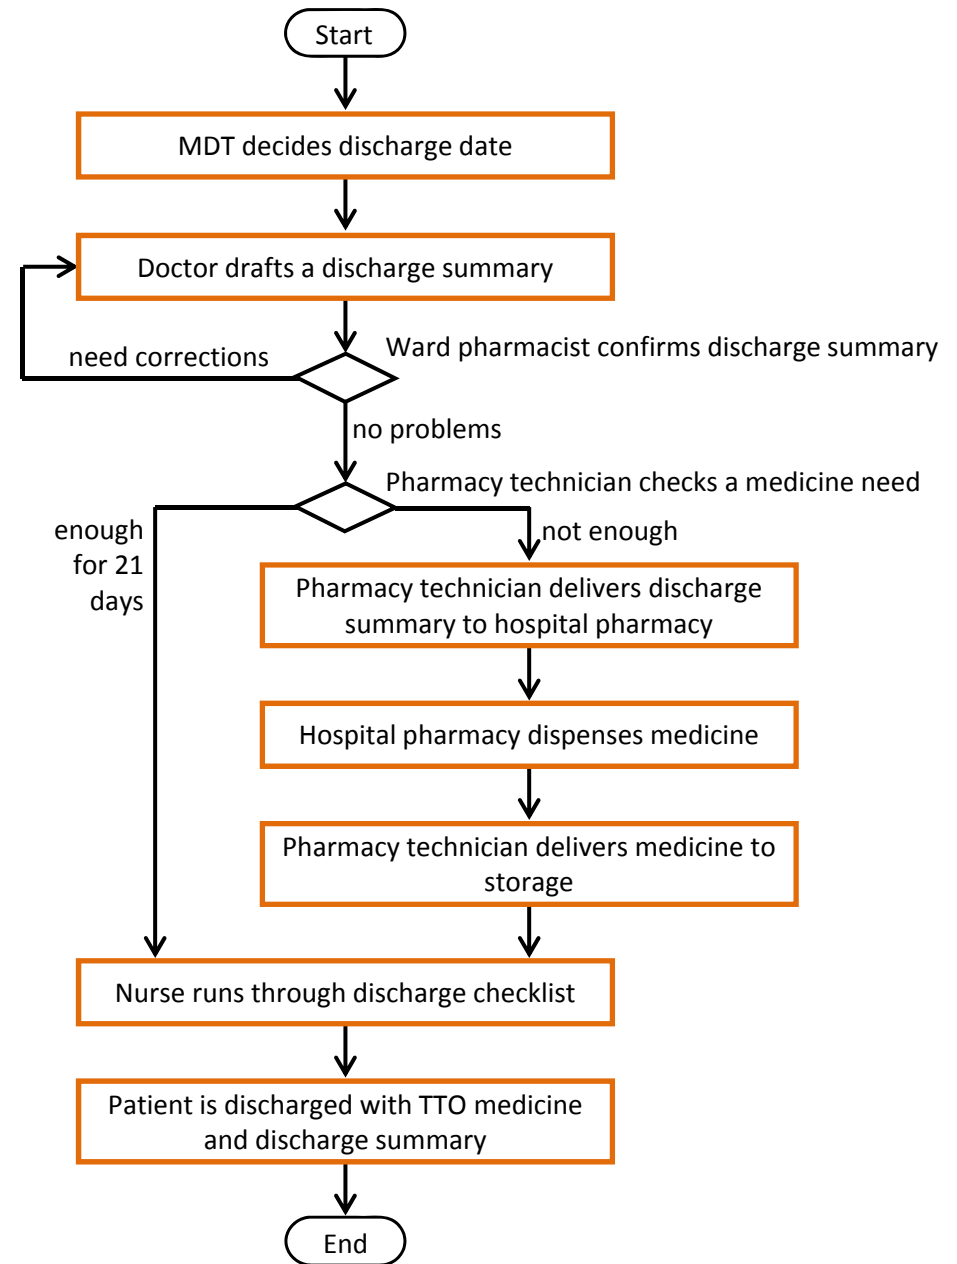 Start
MDT decides discharge date
Doctor drafts a discharge summary
need corrections
Ward pharmacist confirms discharge summary
no problems
Pharmacy technician checks a medicine need
enough
for 21
days
not enough
Pharmacy technician delivers discharge
summary to hospital pharmacy
Hospital pharmacy dispenses medicine
Pharmacy technician delivers medicine to
storage
Nurse runs through discharge checklist
Patient is discharged with TTO medicine
and discharge summary
End